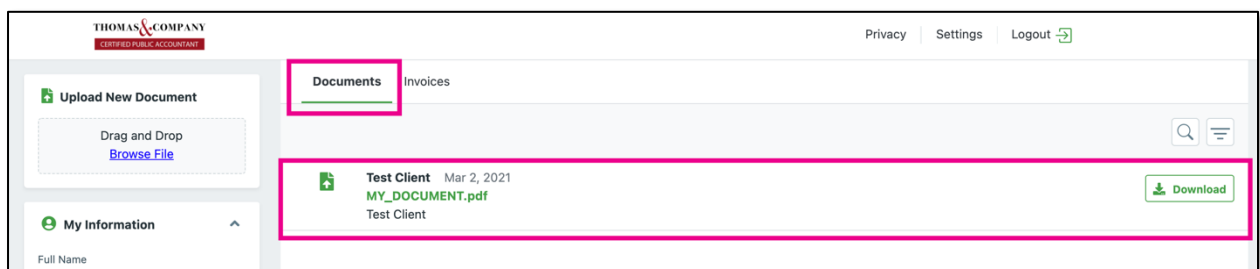 THOMAS & COMPANY
CERTIFIED PUBLIC ACCOUNTANT
Privacy Settings Logout
Upload New Document
Drag and Drop
Browse File
My Information
Full Name
Documents Invoices
Test Client Mar 2, 2021
MY_DOCUMENT.pdf
Test Client
Download